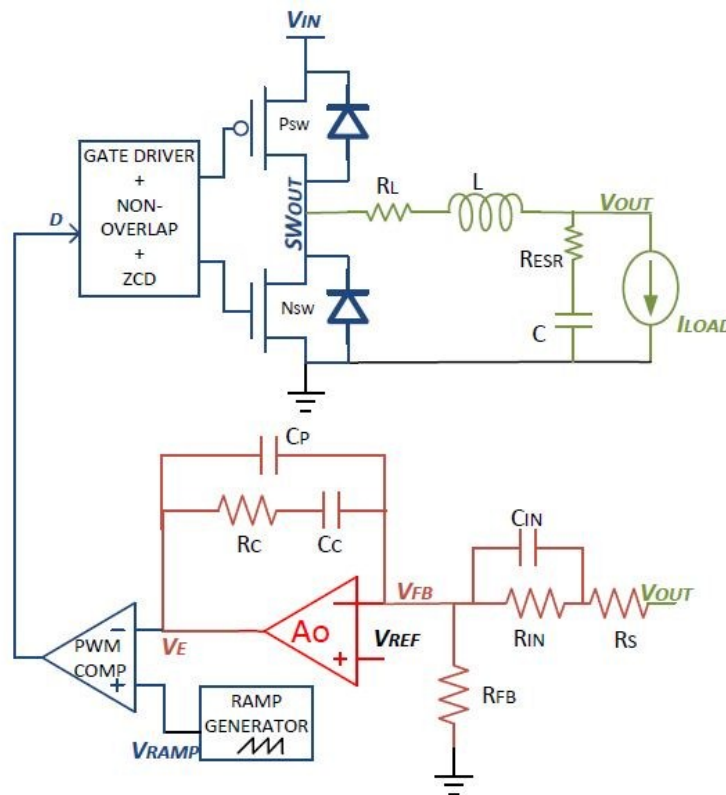 VIN
PSW
GATE DRIVER
+
NON-
OVERLAP
+
ZCD
D
SWOUT
RL
L
VOUT
RESR
NSW
C
ILOAD
CP
RC
CC
CIN
VFB
VOUT
Ao
VREF
RIN
RS
VE
PWM
COMP
−
+
−
+
RFB
RAMP
GENERATOR
VRAMP